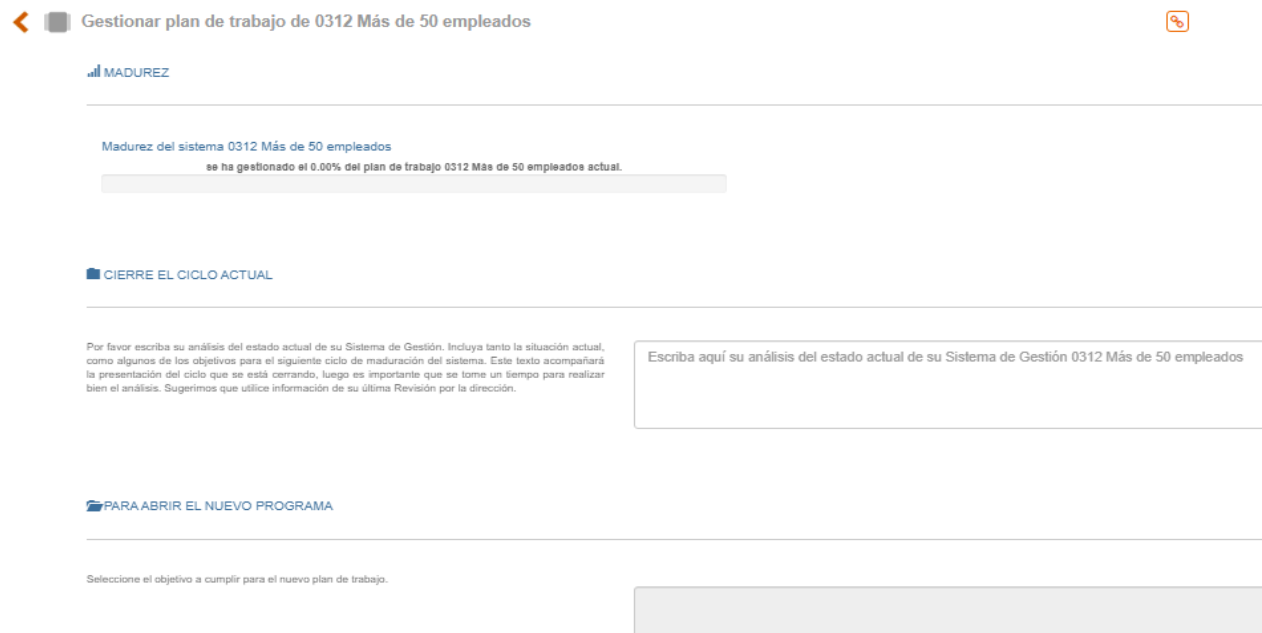 Gestionar plan de trabajo de 0312 Más de 50 empleados
MADUREZ
Madurez del sistema 0312 Más de 50 empleados
se ha gestionado el 0.00% del plan de trabajo 0312 Más de 50 empleados actual.
CIERRE EL CICLO ACTUAL
Por favor escriba su análisis del estado actual de su Sistema de Gestión. Incluya tanto la situación actual,
como algunos de los objetivos para el siguiente ciclo de maduración del sistema. Este texto acompañará
la presentación del ciclo que se está cerrando, luego es importante que se tome un tiempo para realizar
bien el análisis. Sugerimos que utilice información de su última Revisión por la dirección.
Escriba aquí su análisis del estado actual de su Sistema de Gestión 0312 Más de 50 empleados
PARA ABRIR EL NUEVO PROGRAMA
Seleccione el objetivo a cumplir para el nuevo plan de trabajo.